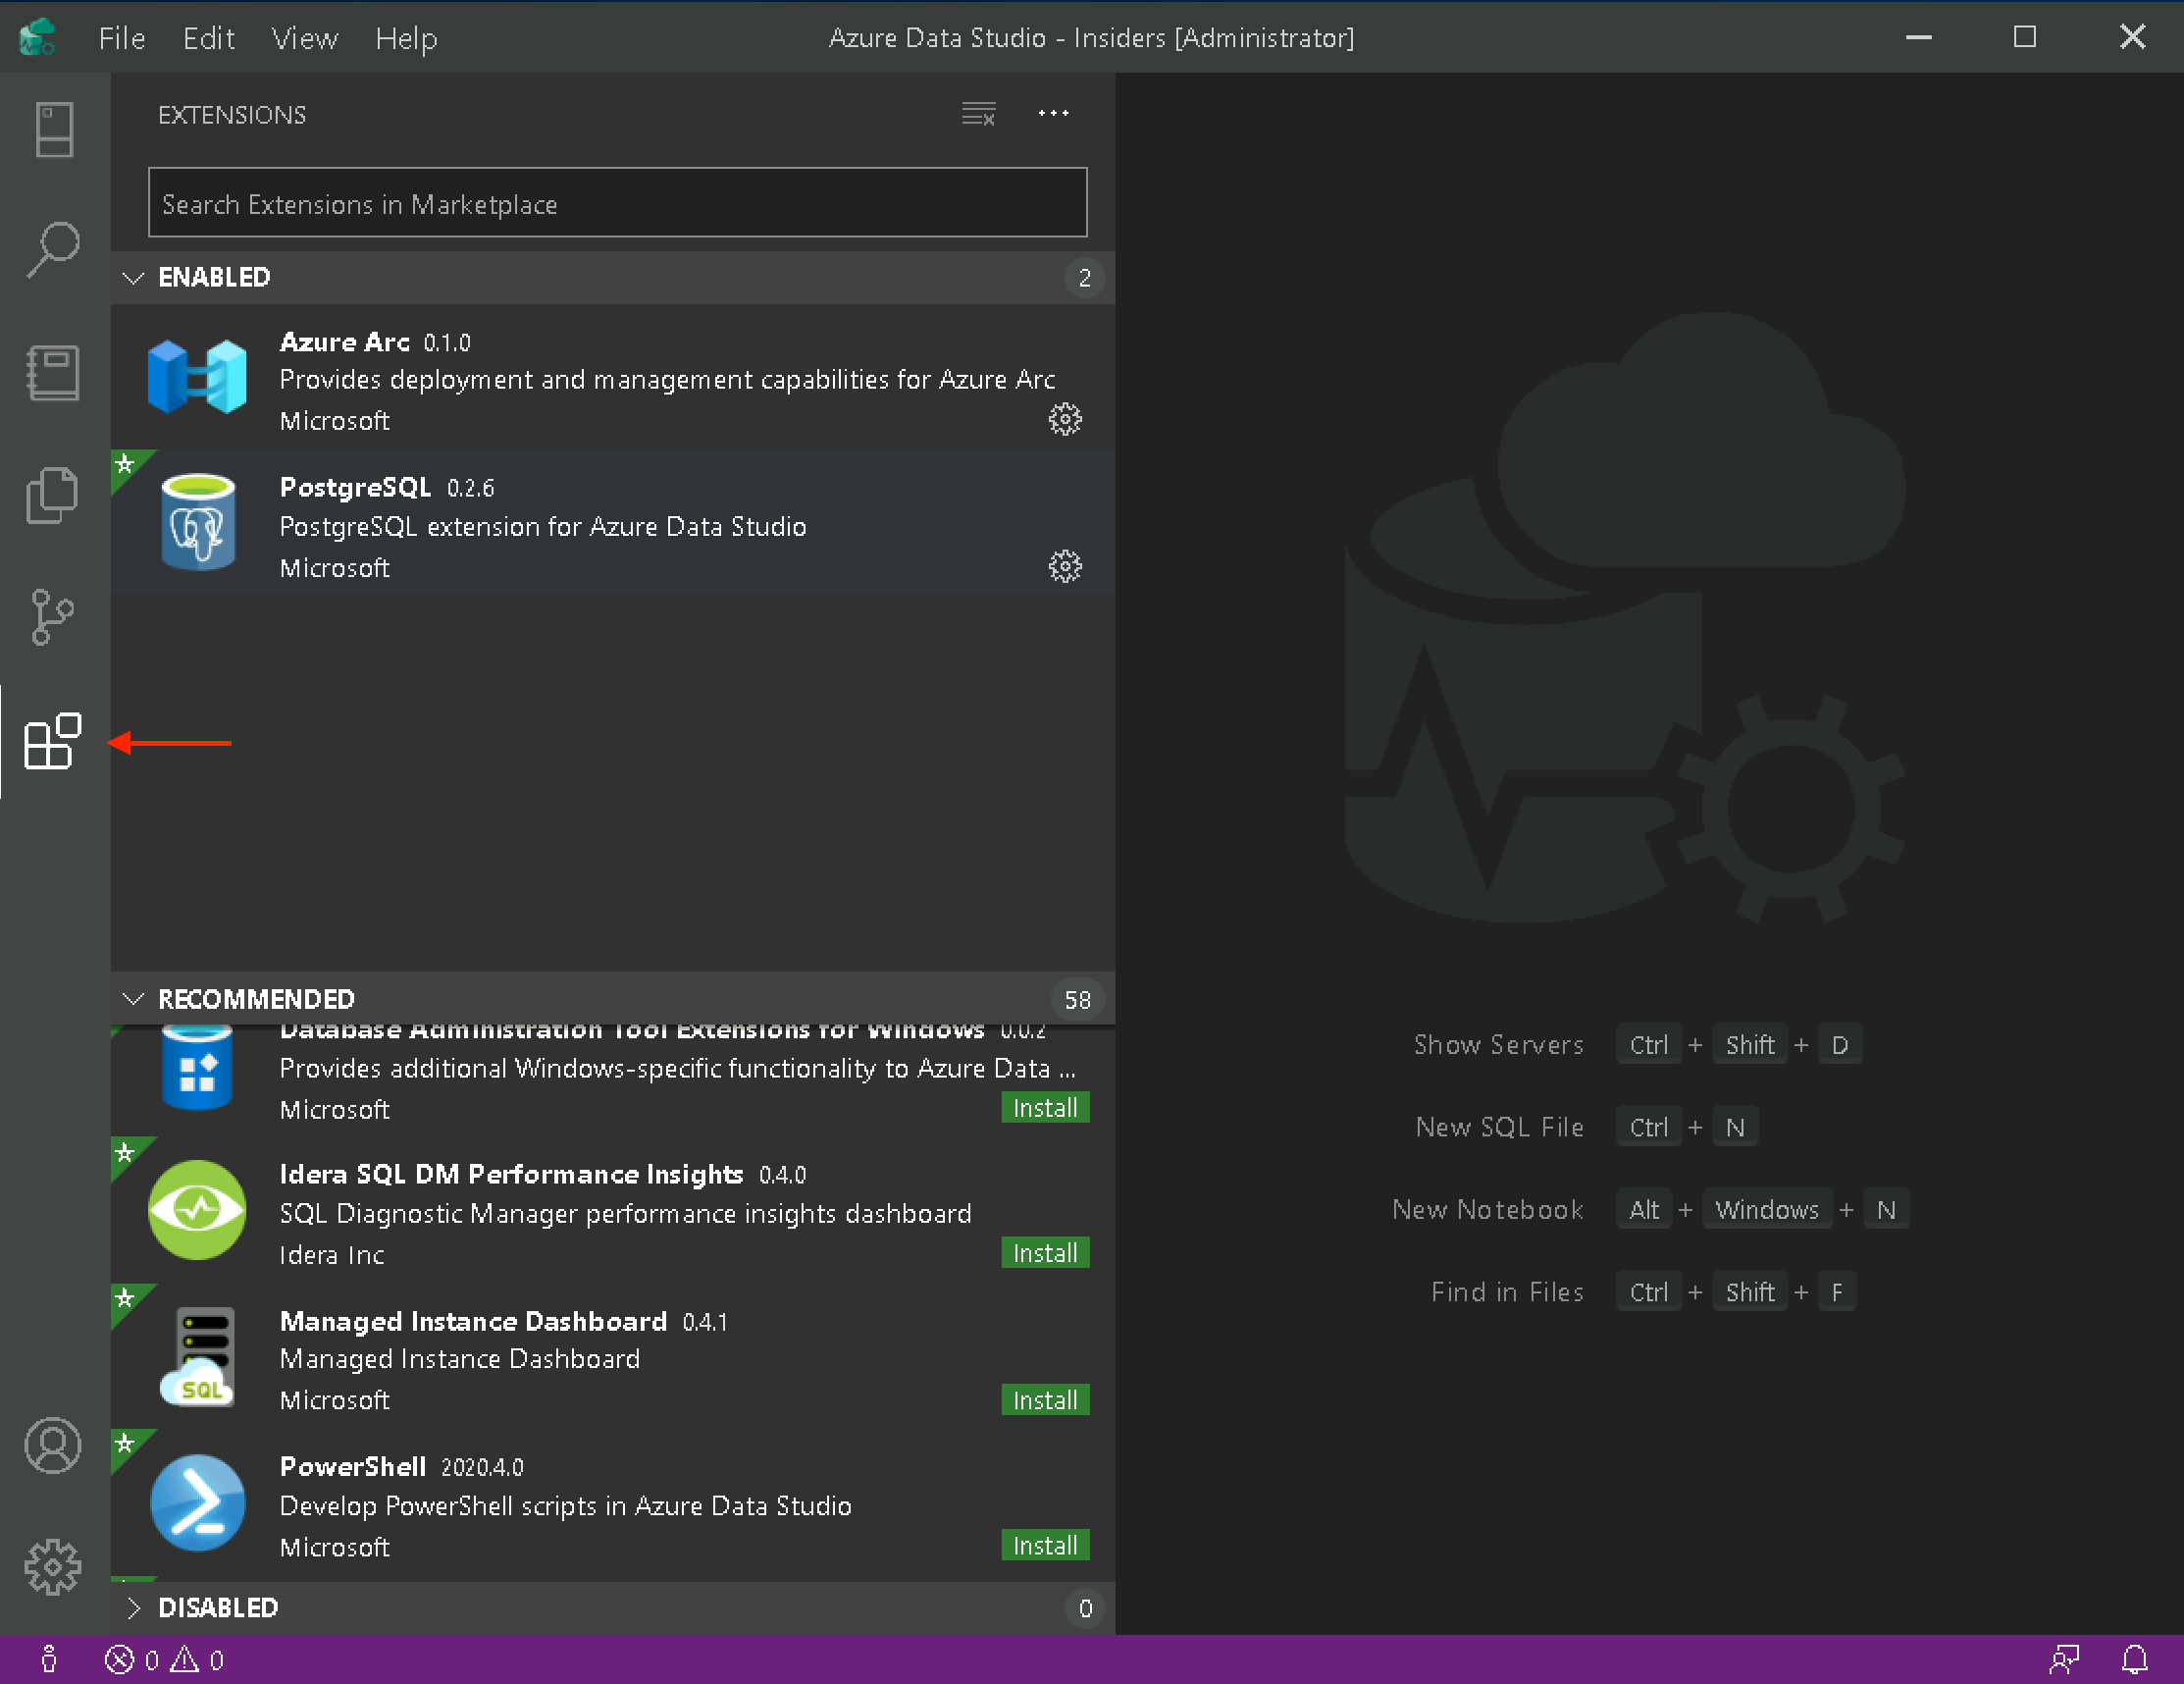 File Edit View Help
Azure Data Studio - Insiders [Administrator]
EXTENSIONS
Search Extensions in Marketplace
ENABLED 2
Azure Arc 0.1.0
Provides deployment and management capabilities for Azure Arc
Microsoft
PostgreSQL 0.2.6
PostgreSQL extension for Azure Data Studio
Microsoft
RECOMMENDED 58
Database Administration Tool Extensions for Windows 0.0.2
Provides additional Windows-specific functionality to Azure Data ...
Microsoft Install
Idera SQL DM Performance Insights 0.4.0
SQL Diagnostic Manager performance insights dashboard
Idera Inc Install
Managed Instance Dashboard 0.4.1
Managed Instance Dashboard
SQL
Microsoft Install
PowerShell 2020.4.0
Develop PowerShell scripts in Azure Data Studio
Microsoft Install
DISABLED 0
Show Servers Ctrl + Shift + D
New SQL File Ctrl + N
New Notebook Alt + Windows + N
Find in Files Ctrl + Shift + F
0 0